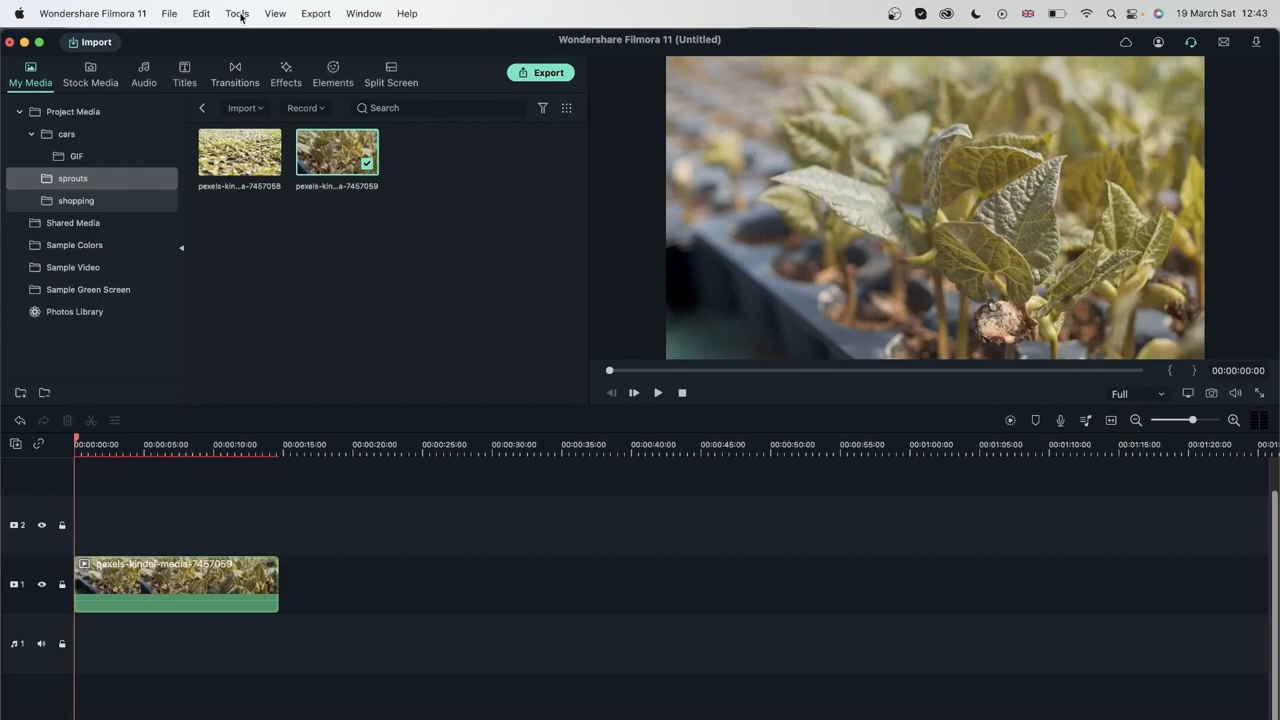 Wondershare Filmora 11 File Edit Tools View Export Window Help 19 March Sat 12:43
Import Wondershare Filmora 11 (Untitled)
My Media Stock Media Audio Titles Transitions Effects Elements Split Screen Export
Project Media
cars
GIF
sprouts
shopping
Shared Media
Sample Colors
Sample Video
Sample Green Screen
Photos Library
Import Record Search
pexels-kin...a-7457058 pexels-kin...a-7457059
{ } 00:00:00:00
Full
00:00:00:00 00:00:05:00 00:00:10:00 00:00:15:00 00:00:20:00 00:00:25:00 00:00:30:00 00:00:35:00 00:00:40:00 00:00:45:00 00:00:50:00 00:00:55:00 00:01:00:00 00:01:05:00 00:01:10:00 00:01:15:00 00:01:20:00 00:01:
2
pexels-kindel-media-7457059
1
1